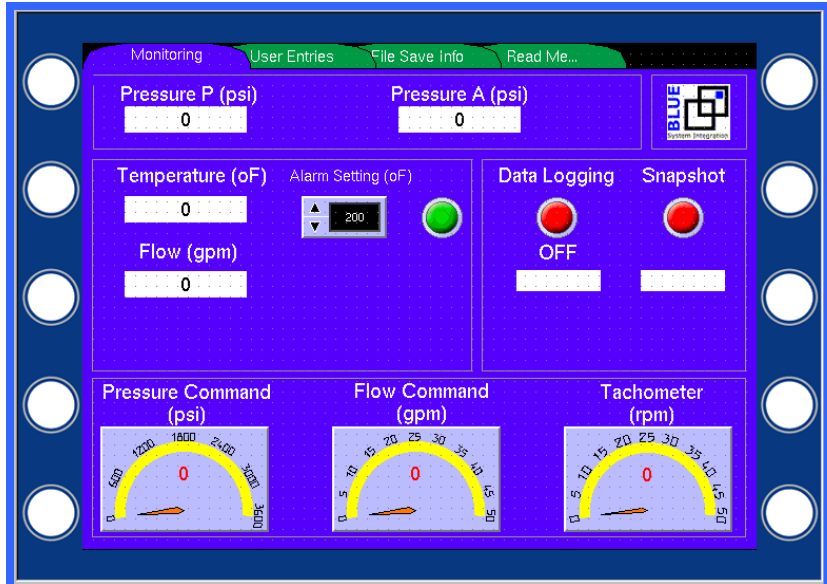 Monitoring User Entries File Save Info Read Me...
Pressure P (psi) Pressure A (psi)
0 0
BLUE
System Integration
Temperature (oF) Alarm Setting (oF)
0 200
Flow (gpm)
0
Data Logging Snapshot
OFF
Pressure Command
(psi)
0 600 1200 1800 2400 3000 3600
0
Flow Command
(gpm)
0 5 10 15 20 25 30 35 40 45 50
0
Tachometer
(rpm)
0 5 10 15 20 25 30 35 40 45 50
0